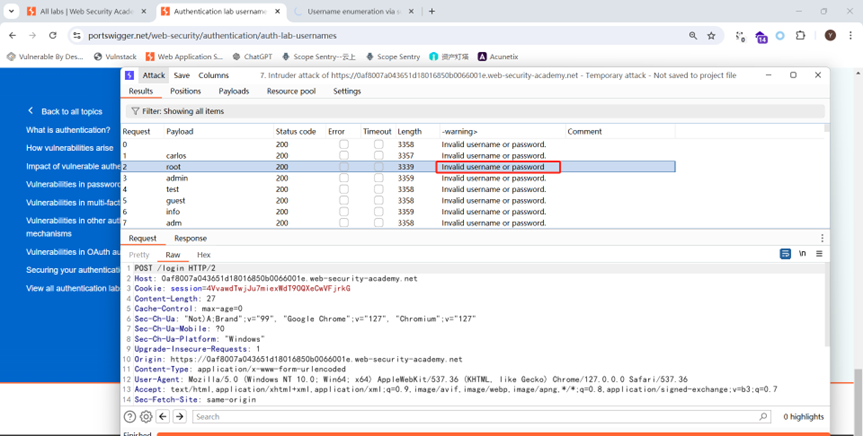 All labs | Web Security Acade
Authentication lab username
Username enumeration via s
portswigger.net/web-security/authentication/auth-lab-usernames
Vulnerable By Des...
Vulnstack
Web Application S...
ChatGPT
Scope Sentry--云上
Scope Sentry
资产灯塔
Acunetix
Attack Save Columns 7. Intruder attack of https://0af8007a043651d18016850b0066001e.web-security-academy.net - Temporary attack - Not saved to project file
Results Positions Payloads Resource pool Settings
Filter: Showing all items
Request Payload Status code Error Timeout Length -warning> Comment
0 200 3358 Invalid username or password.
1 carlos 200 3357 Invalid username or password.
2 root 200 3339 Invalid username or password
3 admin 200 3359 Invalid username or password.
4 test 200 3358 Invalid username or password.
5 guest 200 3358 Invalid username or password.
6 info 200 3359 Invalid username or password.
7 adm 200 3358 Invalid username or password.
Back to all topics
What is authentication?
How vulnerabilities arise
Impact of vulnerable authe
Vulnerabilities in password
Vulnerabilities in multi-fact
Vulnerabilities in other aut
mechanisms
Vulnerabilities in OAuth au
Securing your authenticati
View all authentication lab
Request Response
Pretty Raw Hex
\n
1 POST /login HTTP/2
2 Host: 0af8007a043651d18016850b0066001e.web-security-academy.net
3 Cookie: session=4VvawdTwjJu7miexWdT90QXeCwVFjrkG
4 Content-Length: 27
5 Cache-Control: max-age=0
6 Sec-Ch-Ua: "Not)A;Brand";v="99", "Google Chrome";v="127", "Chromium";v="127"
7 Sec-Ch-Ua-Mobile: ?0
8 Sec-Ch-Ua-Platform: "Windows"
9 Upgrade-Insecure-Requests: 1
10 Origin: https://0af8007a043651d18016850b0066001e.web-security-academy.net
11 Content-Type: application/x-www-form-urlencoded
12 User-Agent: Mozilla/5.0 (Windows NT 10.0; Win64; x64) AppleWebKit/537.36 (KHTML, like Gecko) Chrome/127.0.0.0 Safari/537.36
13 Accept: text/html,application/xhtml+xml,application/xml;q=0.9,image/avif,image/webp,image/apng,*/*;q=0.8,application/signed-exchange;v=b3;q=0.7
14 Sec-Fetch-Site: same-origin
Search
0 highlights
Finished